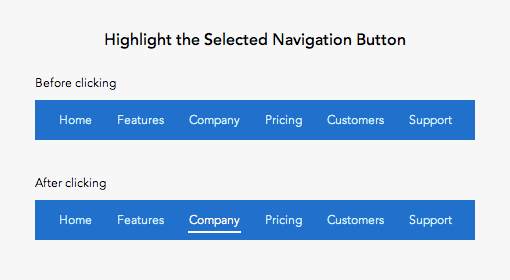 Highlight the Selected Navigation Button
Before clicking
Home Features Company Pricing Customers Support
After clicking
Home Features Company Pricing Customers Support